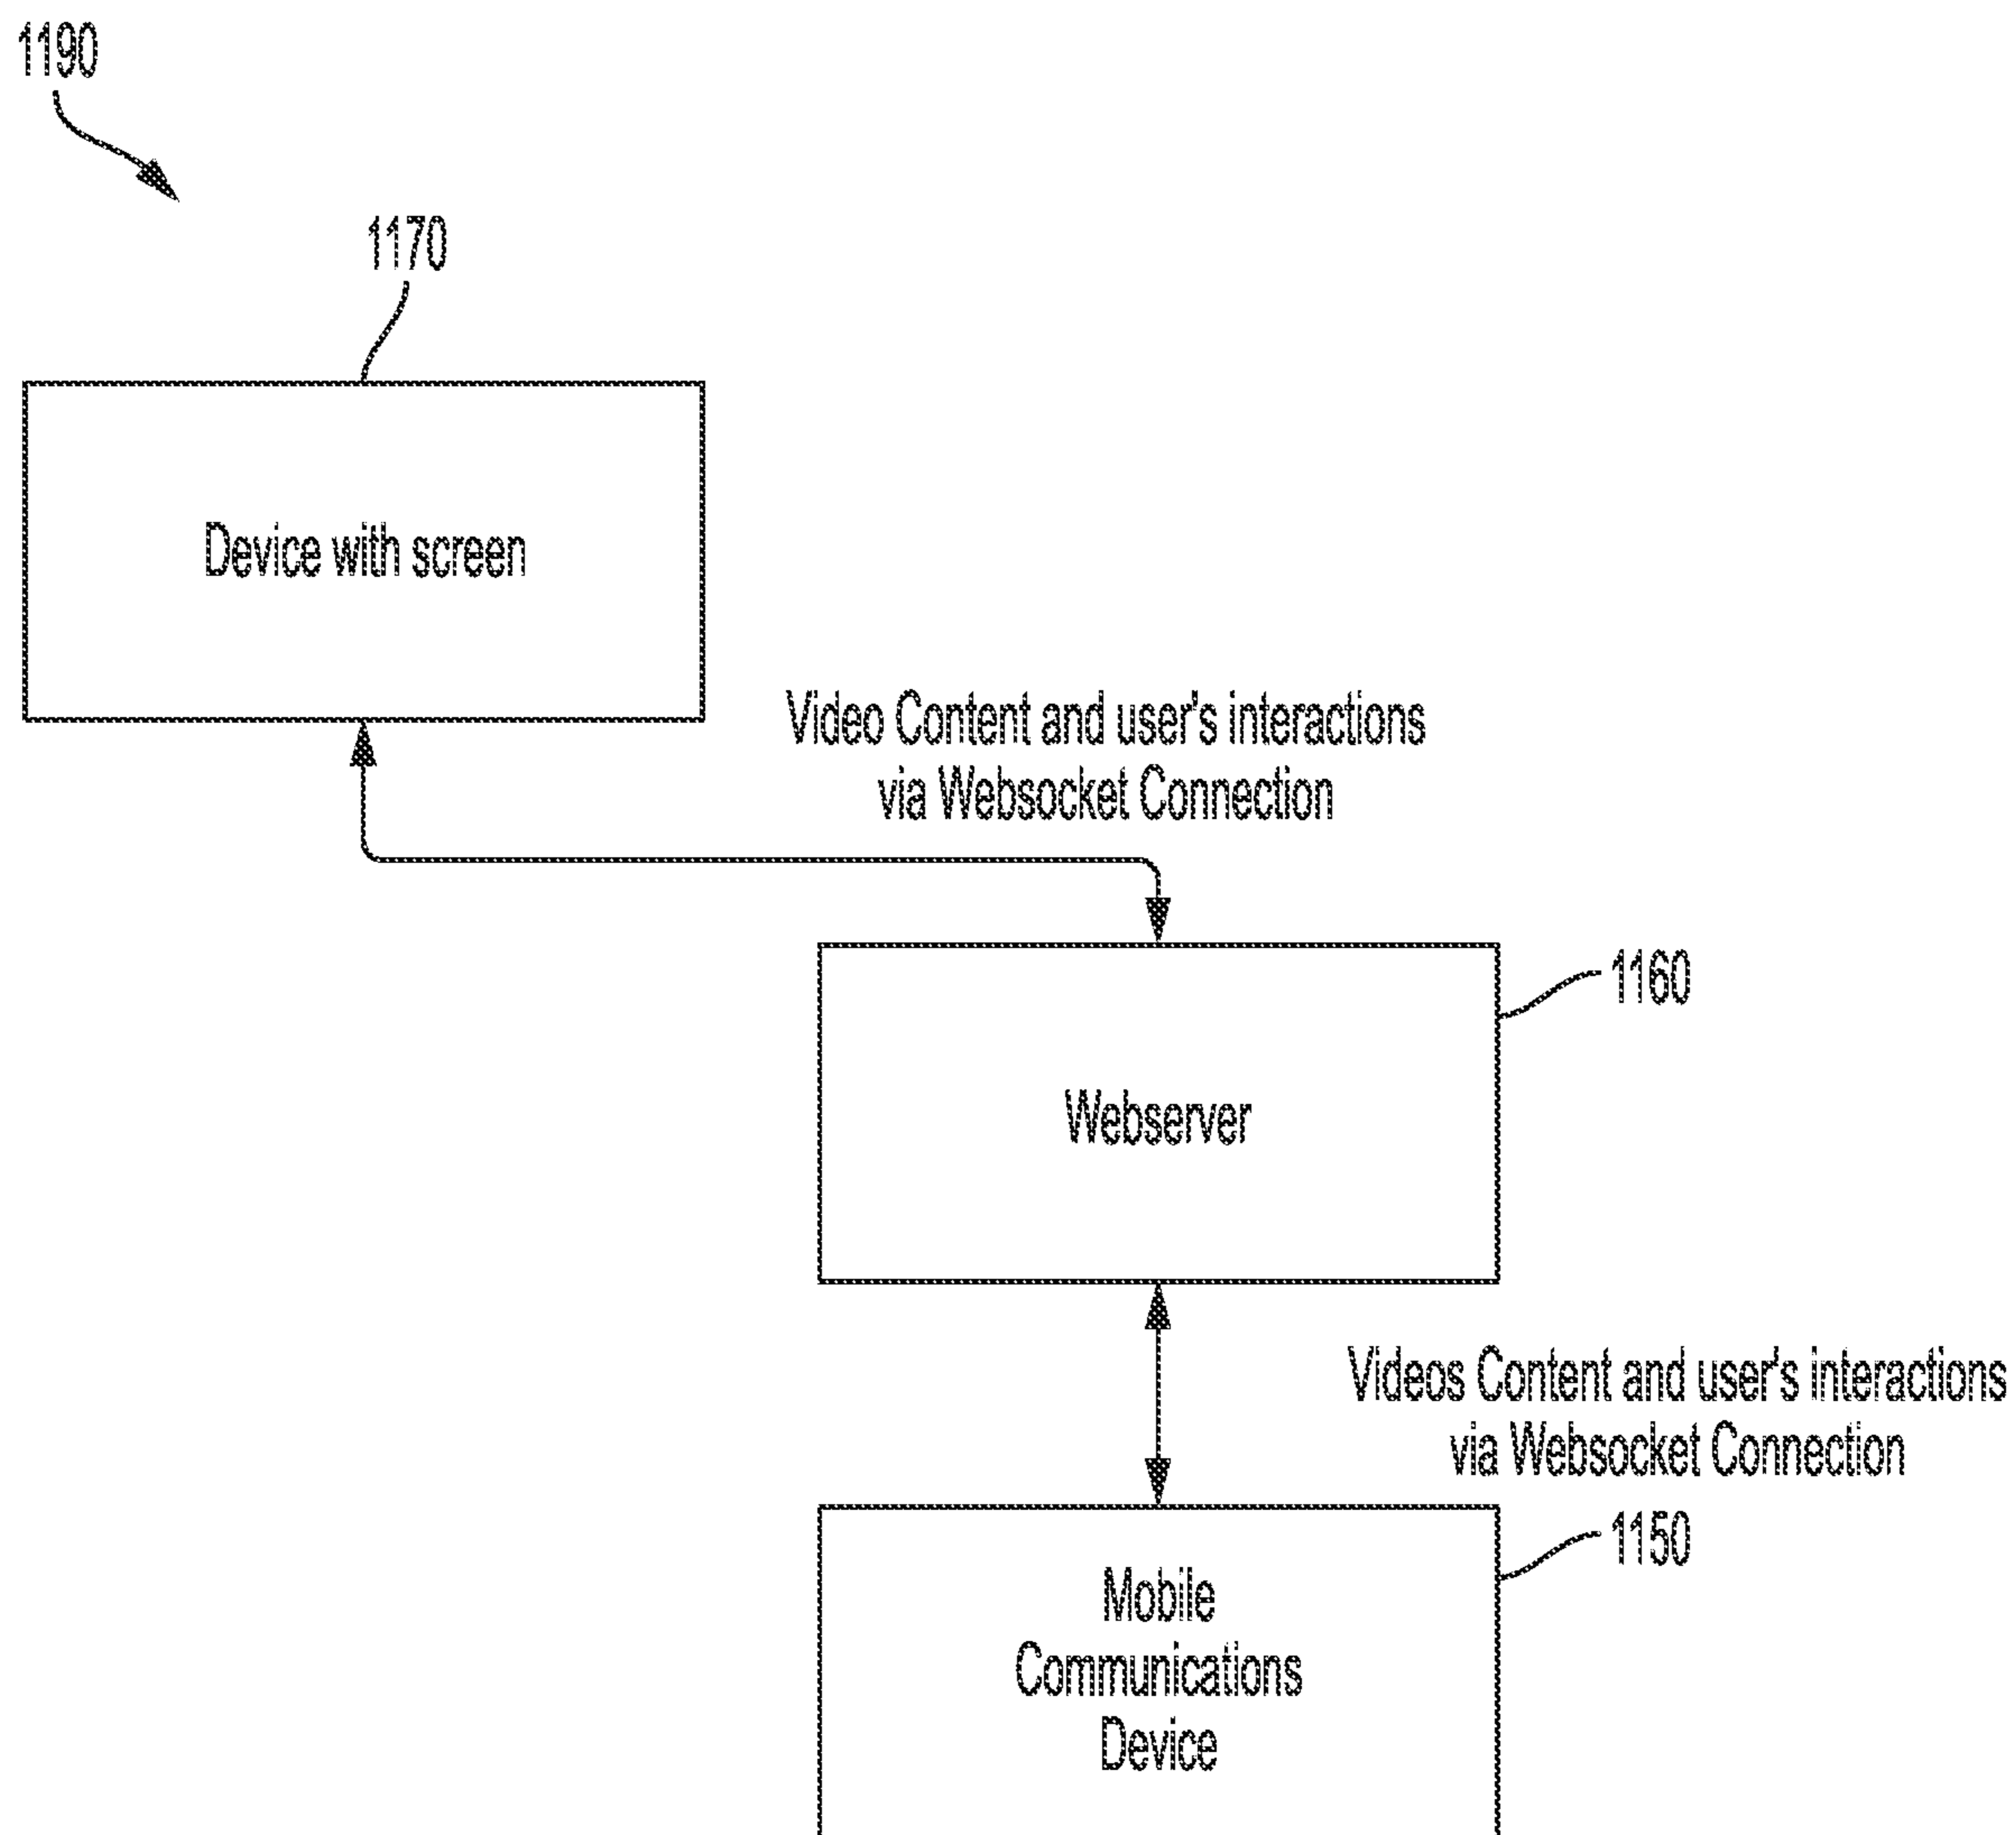 1190
1170
Device with screen
Video Content and user's interactions
via Websocket Connection
1160
Webserver
Videos Content and user's interactions
via Websocket Connection
1150
Mobile
Communications
Device